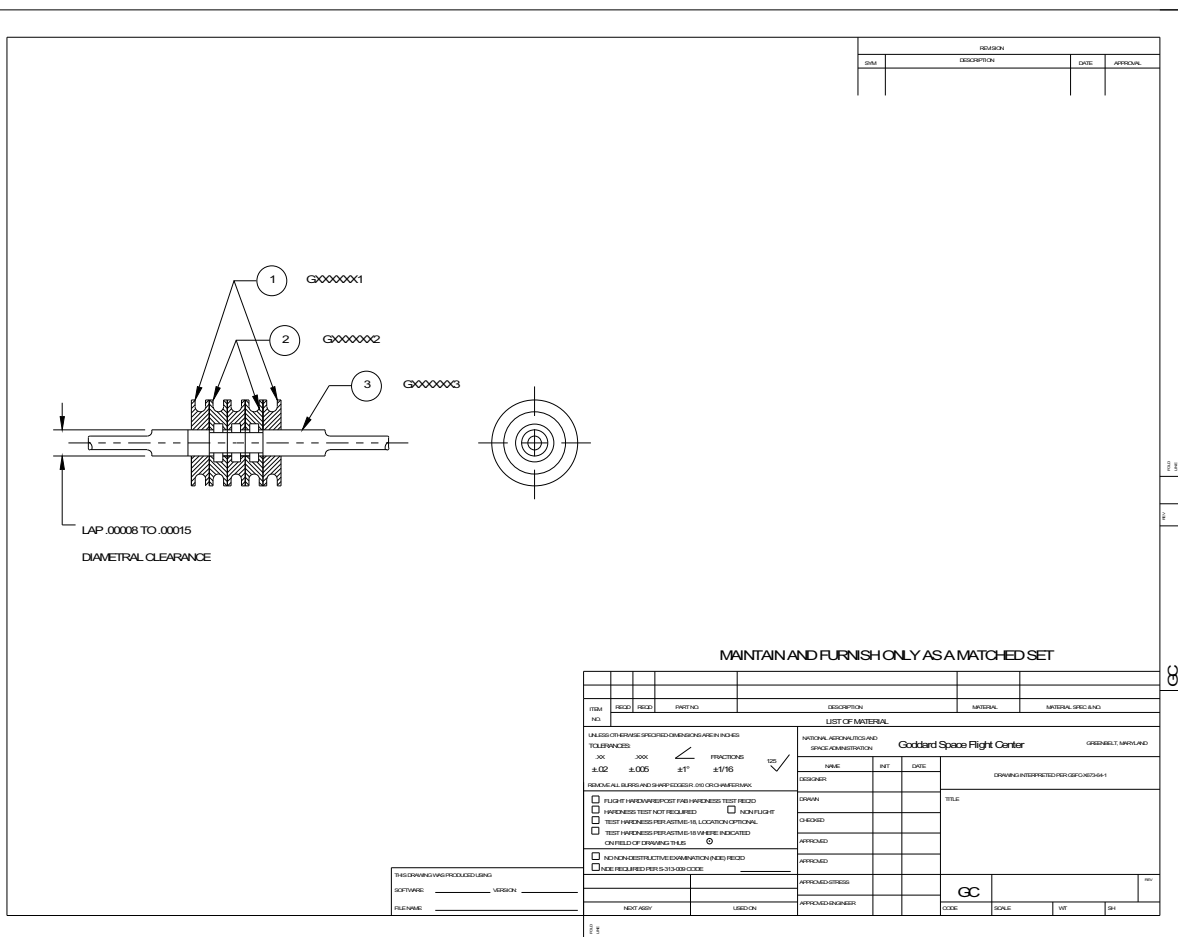 REVISION
SYM DESCRIPTION DATE APPROVAL
1 GXXXXXX1
2 GXXXXXX2
3 GXXXXXX3
LAP .00008 TO .00015
DIAMETRAL CLEARANCE
FOLD LINE
REV
GC
MAINTAIN AND FURNISH ONLY AS A MATCHED SET
ITEM NO. REQD REQD PART NO. DESCRIPTION MATERIAL MATERIAL SPEC & NO.
LIST OF MATERIAL
UNLESS OTHERWISE SPECIFIED DIMENSIONS ARE IN INCHES
TOLERANCES:
.XX .XXX FRACTIONS
±.02 ±.005 ±1° ±1/16 125
REMOVE ALL BURRS AND SHARP EDGES R .010 OR CHAMFER MAX.
FLIGHT HARDWARE/POST FAB HARDNESS TEST REQ'D
HARDNESS TEST NOT REQUIRED NON FLIGHT
TEST HARDNESS PER ASTM E-18, LOCATION OPTIONAL
TEST HARDNESS PER ASTM E-18 WHERE INDICATED
ON FIELD OF DRAWING THUS
NO NON-DESTRUCTIVE EXAMINATION (NDE) REQ'D
NDE REQUIRED PER S-313-009 CODE
NEXT ASSY USED ON
NATIONAL AERONAUTICS AND
SPACE ADMINISTRATION
Goddard Space Flight Center
GREENBELT, MARYLAND
NAME INIT DATE
DESIGNER
DRAWN
CHECKED
APPROVED
APPROVED
APPROVED-STRESS
APPROVED-ENGINEER
DRAWING INTERPRETED PER GSFC-X673-64-1
TITLE
GC
REV
CODE SCALE WT SH
THIS DRAWING WAS PRODUCED USING
SOFTWARE: VERSION:
FILE NAME:
FOLD LINE